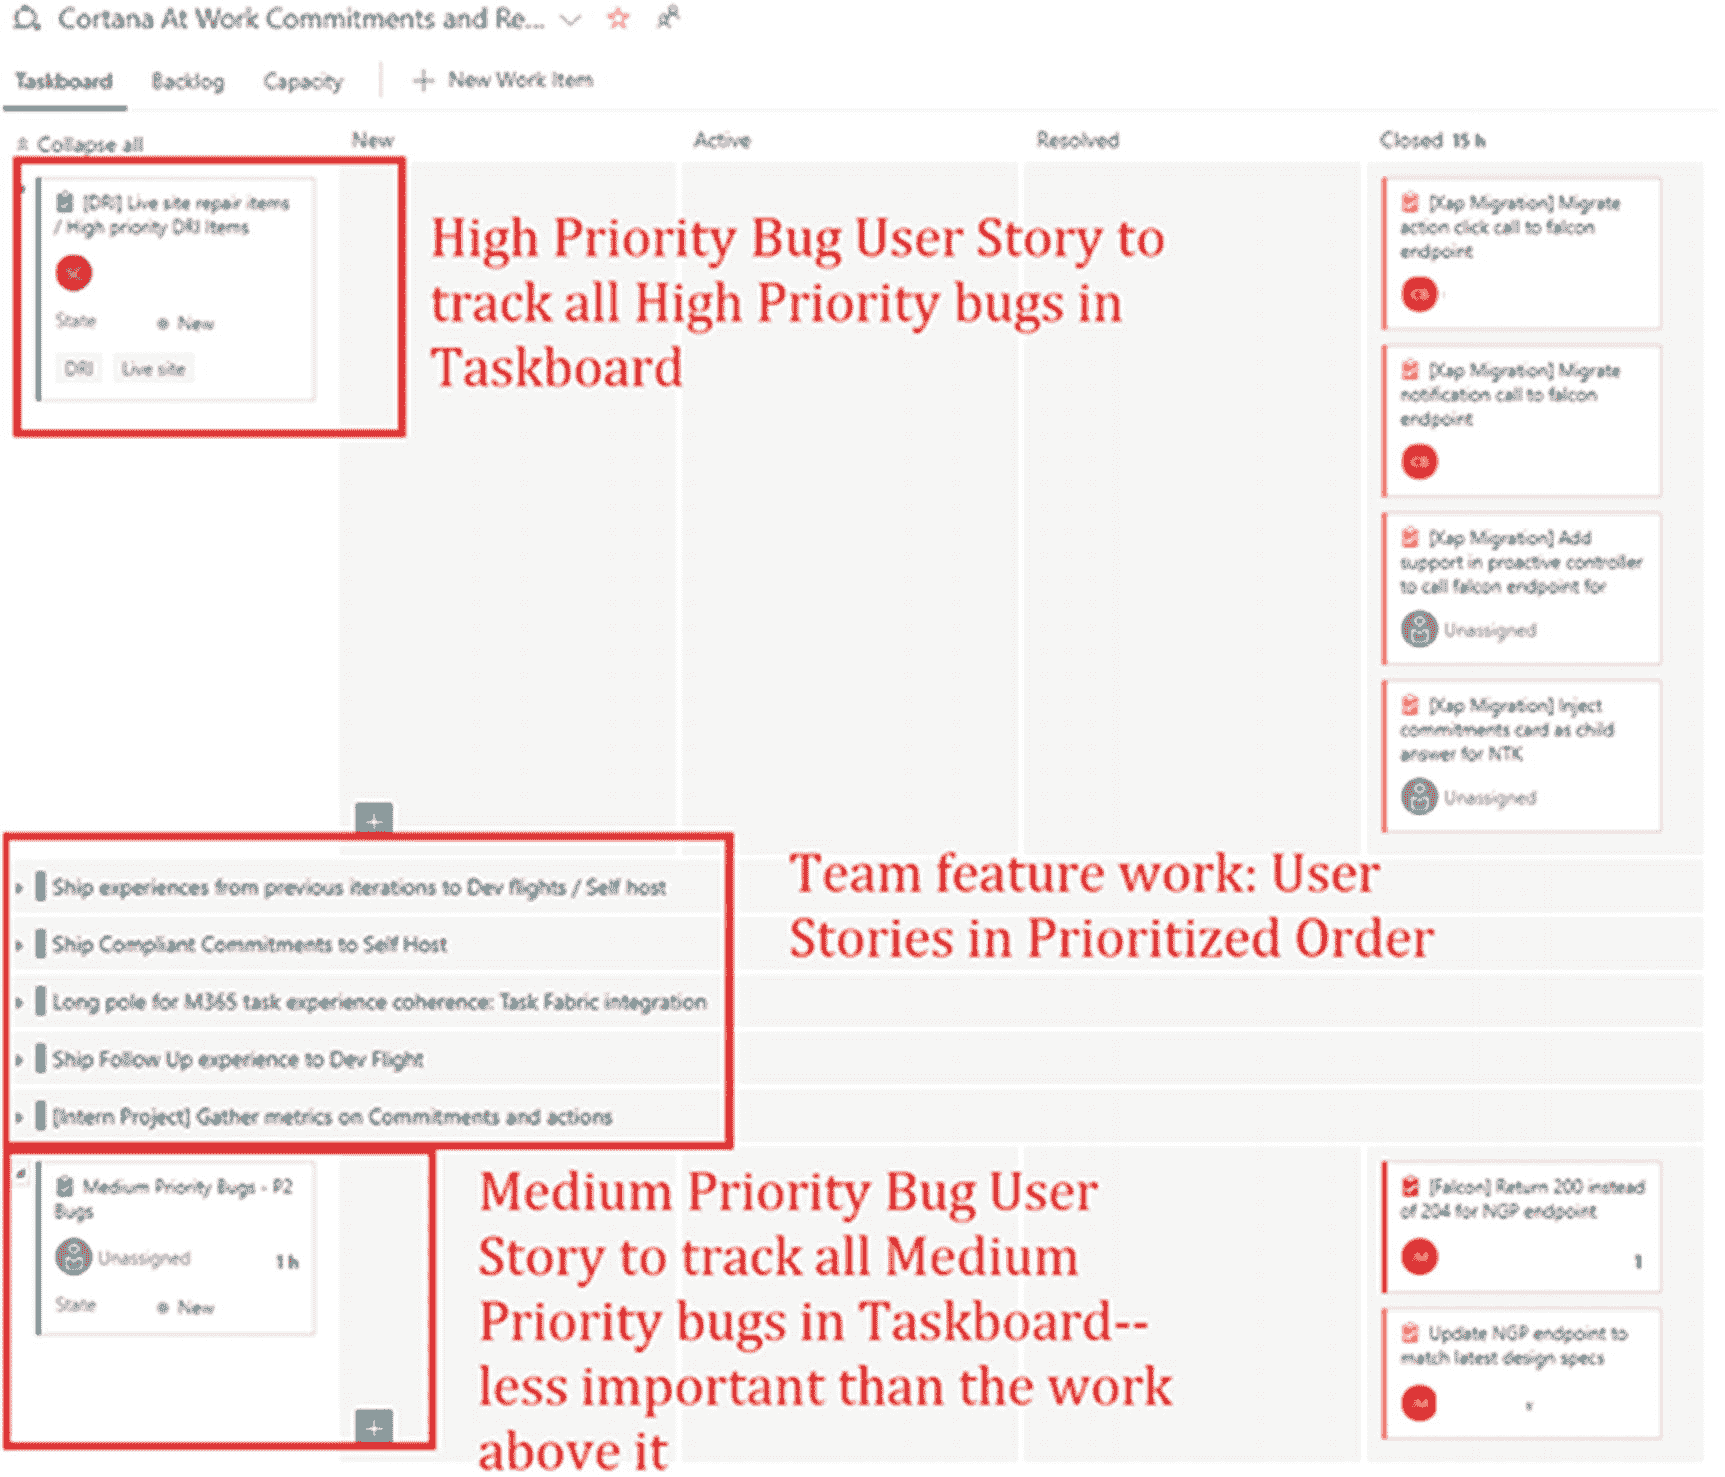 Cortana At Work Commitments and Re...
Taskboard Backlog Capacity + New Work Item
Collapse all New Active Resolved Closed 15 h
[DRI] Live site repair items
/ High priority DRI Items
State New
DRI Live site
High Priority Bug User Story to
track all High Priority bugs in
Taskboard
[Xap Migration] Migrate
action click call to falcon
endpoint
CB
[Xap Migration] Migrate
notification call to falcon
endpoint
CB
[Xap Migration] Add
support in proactive controller
to call falcon endpoint for
Unassigned
[Xap Migration] Inject
commitments card as child
answer for NTK
Unassigned
+
Ship experiences from previous iterations to Dev flights / Self host
Ship Compliant Commitments to Self Host
Long pole for M365 task experience coherence: Task Fabric integration
Ship Follow Up experience to Dev Flight
[Intern Project] Gather metrics on Commitments and actions
Team feature work: User
Stories in Prioritized Order
Medium Priority Bugs - P2
Bugs
Unassigned 1 h
State New
+
Medium Priority Bug User
Story to track all Medium
Priority bugs in Taskboard--
less important than the work
above it
[Falcon] Return 200 instead
of 204 for NGP endpoint
1
Update NGP endpoint to
match latest design specs